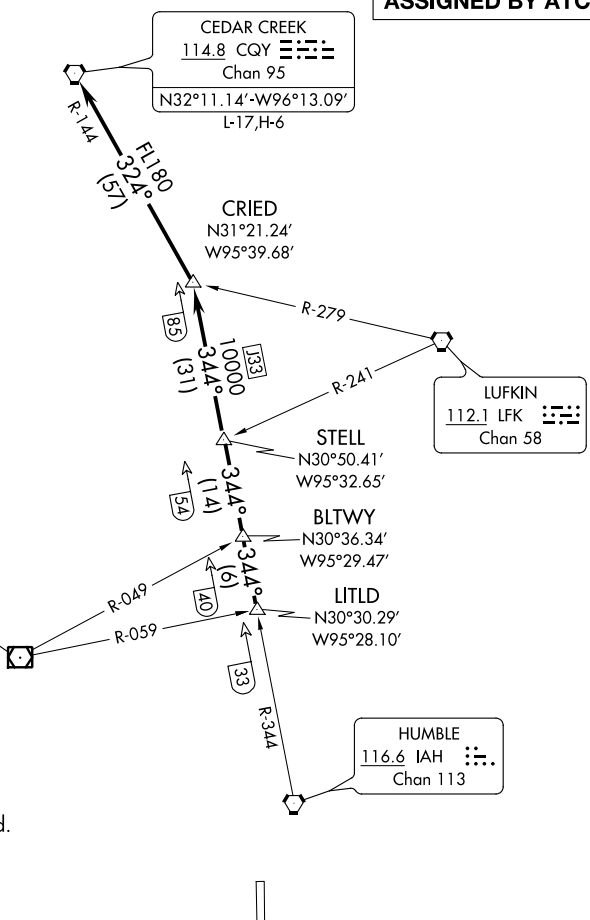 ASSIGNED BY ATC
CEDAR CREEK
114.8 CQY
Chan 95
N32°11.14'-W96°13.09'
L-17,H-6
R-144
FL180
324°
(57)
CRIED
N31°21.24'
W95°39.68'
85
R-279
J33
10000
344°
(31)
R-241
LUFKIN
112.1 LFK
Chan 58
STELL
N30°50.41'
W95°32.65'
344°
(14)
54
BLTWY
N30°36.34'
W95°29.47'
344°
(6)
R-049
40
LITLD
N30°30.29'
W95°28.10'
R-059
33
R-344
HUMBLE
116.6 IAH
Chan 113
d.